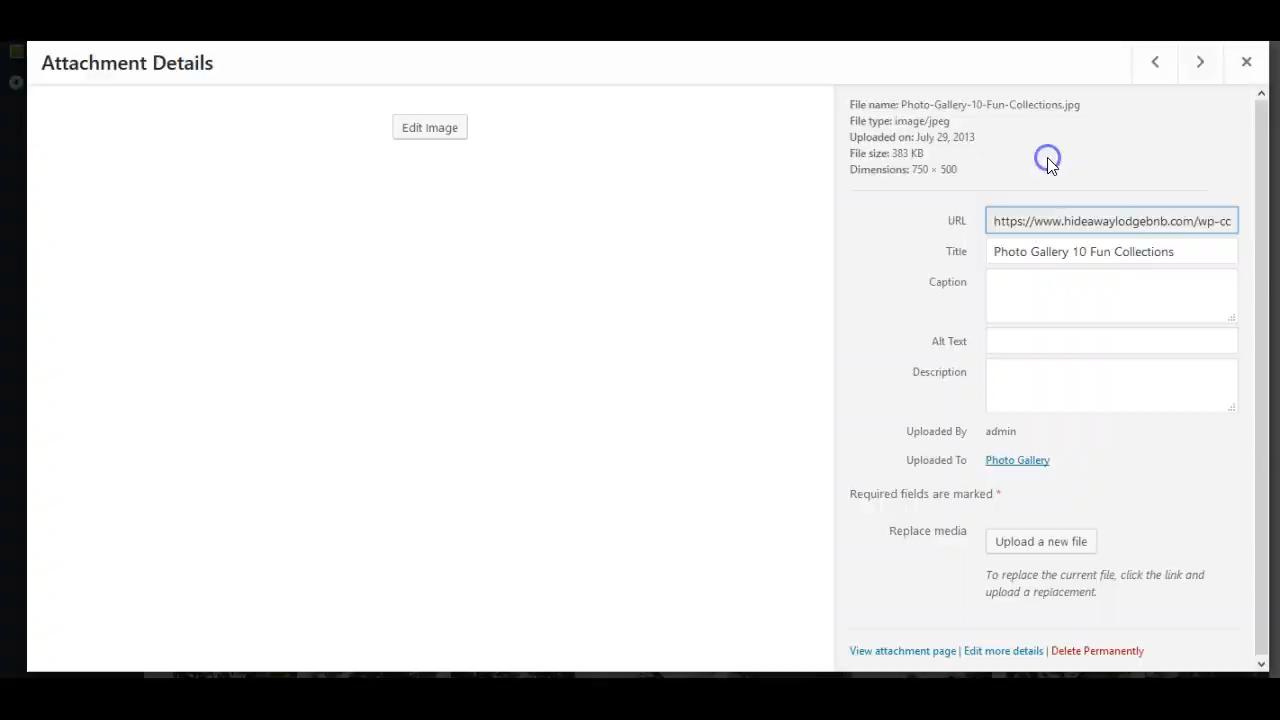 Attachment Details
Edit Image
File name: Photo-Gallery-10-Fun-Collections.jpg
File type: image/jpeg
Uploaded on: July 29, 2013
File size: 383 KB
Dimensions: 750 × 500
URL https://www.hideawaylodgebnb.com/wp-cc
Title Photo Gallery 10 Fun Collections
Caption
Alt Text
Description
Uploaded By admin
Uploaded To Photo Gallery
Required fields are marked *
Replace media Upload a new file
To replace the current file, click the link and
upload a replacement.
View attachment page | Edit more details | Delete Permanently